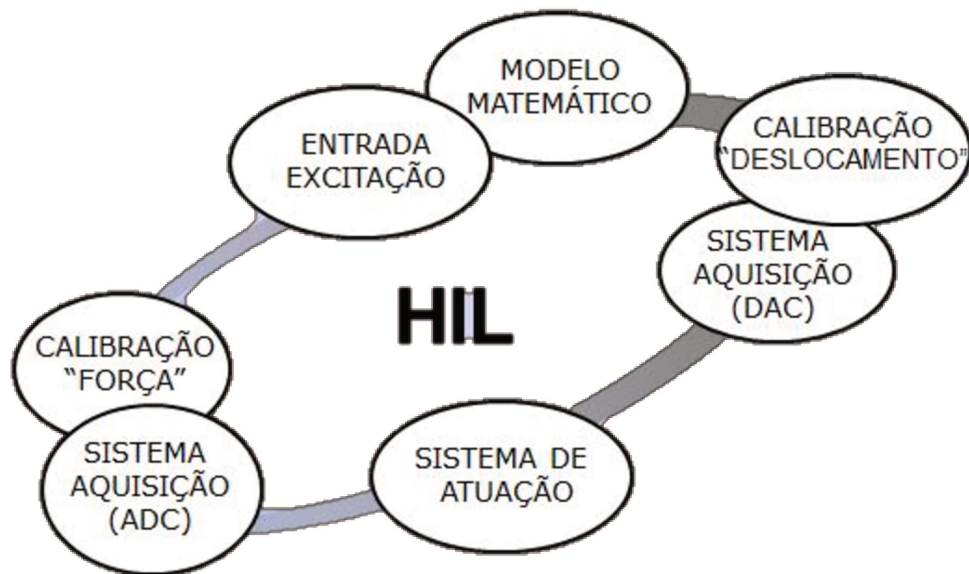 MODELO
MATEMÁTICO
CALIBRAÇÃO
“DESLOCAMENTO”
SISTEMA
AQUISIÇÃO
(DAC)
SISTEMA DE
ATUAÇÃO
SISTEMA
AQUISIÇÃO
(ADC)
CALIBRAÇÃO
“FORÇA”
ENTRADA
EXCITAÇÃO
HIL